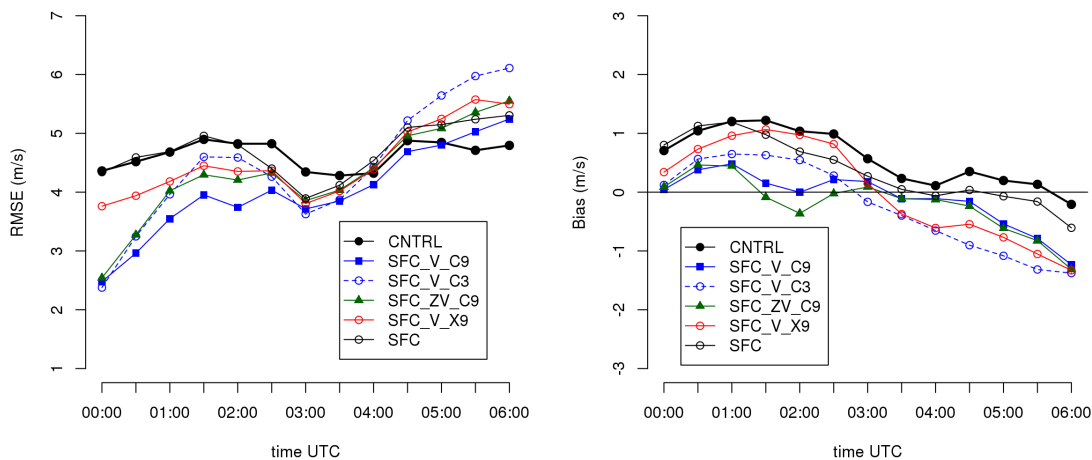 RMSE (m/s)
7
6
5
4
3
2
1
CNTRL
SFC_V_C9
SFC_V_C3
SFC_ZV_C9
SFC_V_X9
SFC
00:00 01:00 02:00 03:00 04:00 05:00 06:00
time UTC
Bias (m/s)
3
2
1
0
-1
-2
-3
CNTRL
SFC_V_C9
SFC_V_C3
SFC_ZV_C9
SFC_V_X9
SFC
00:00 01:00 02:00 03:00 04:00 05:00 06:00
time UTC